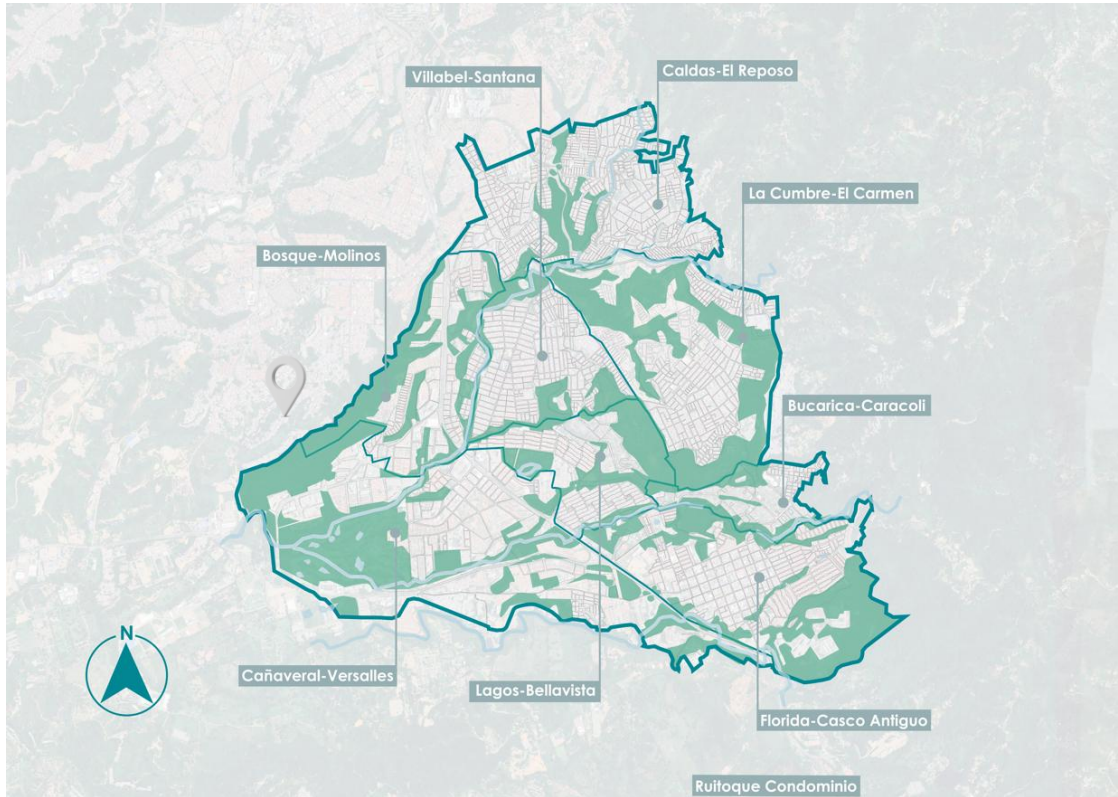 Caldas-El Reposo
Villabel-Santana
La Cumbre-El Carmen
Bosque-Molinos
Bucarica-Caracoli
N
Cañaveral-Versalles
Lagos-Bellavista
Florida-Casco Antiguo
Ruitoque Condominio